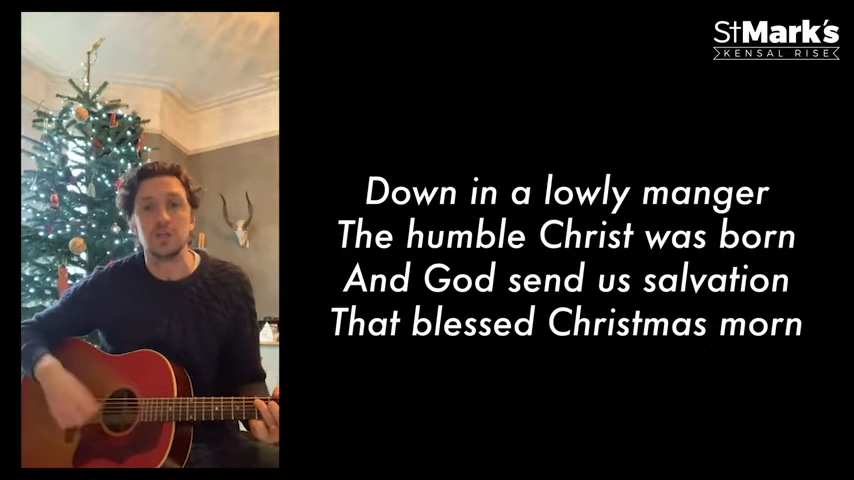 StMark's
KENSAL RISE
Down in a lowly manger
The humble Christ was born
And God send us salvation
That blessed Christmas morn